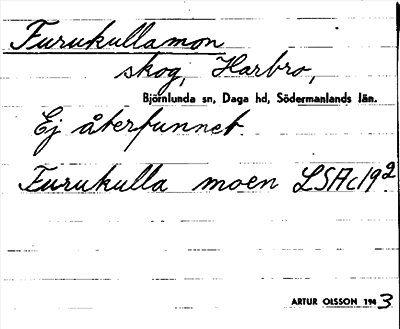 Furukullamon
skog, Harbro,
Björnlunda sn, Daga hd, Södermanlands län.
Ej återfunnet
Furukulla moen LSAc19²
ARTUR OLSSON 1943